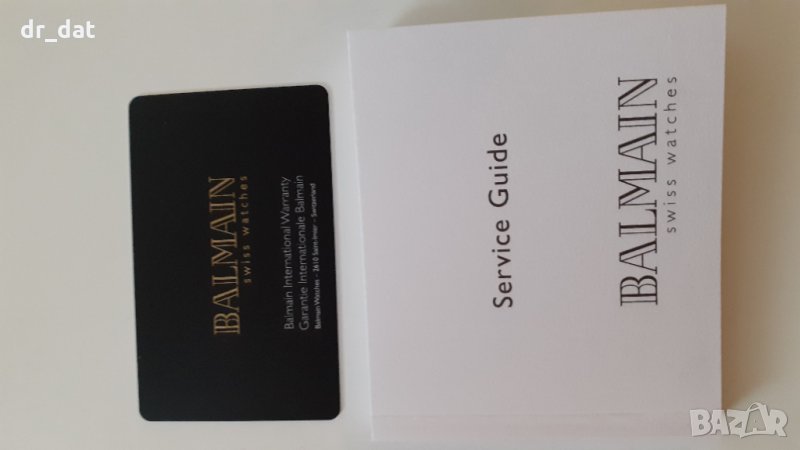 dr_dat
BALMAIN
swiss watches
Balmain International Warranty
Garantie Internationale Balmain
Balmain Watches - 2610 Saint-Imier - Switzerland
Service Guide
BALMAIN
swiss watches
BAZAR